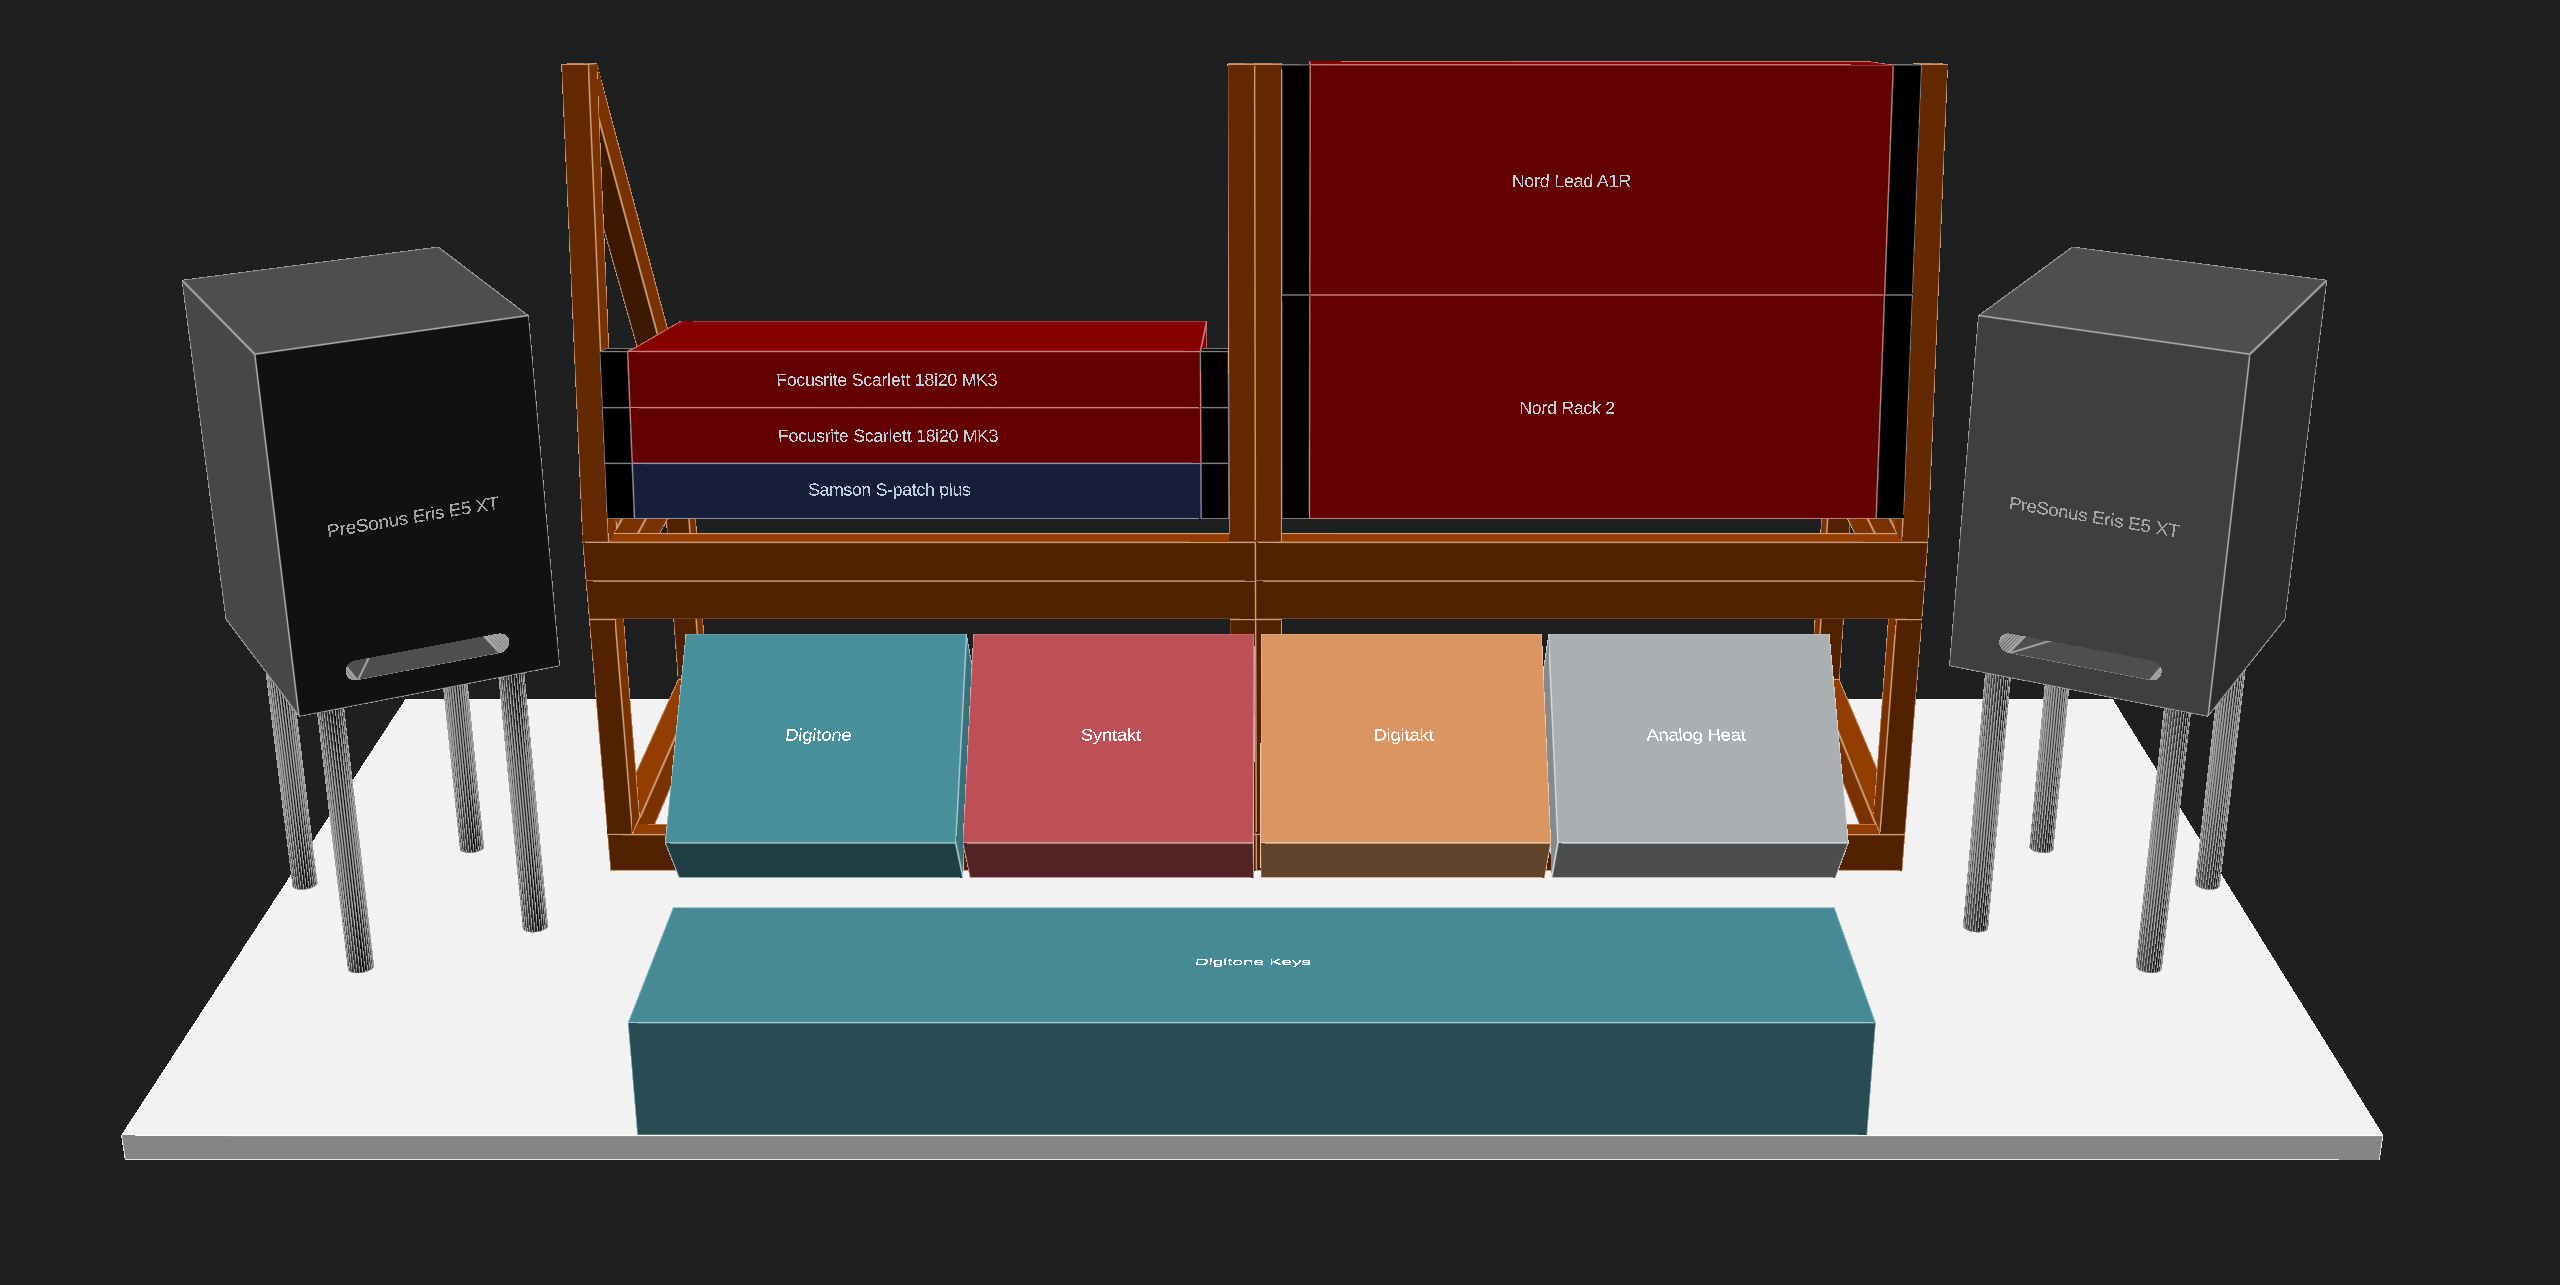 Nord Lead A1R
Focusrite Scarlett 18i20 MK3
Nord Rack 2
Focusrite Scarlett 18i20 MK3
Samson S-patch plus
PreSonus Eris E5 XT
PreSonus Eris E5 XT
Digitone
Syntakt
Digitakt
Analog Heat
Digitone Keys